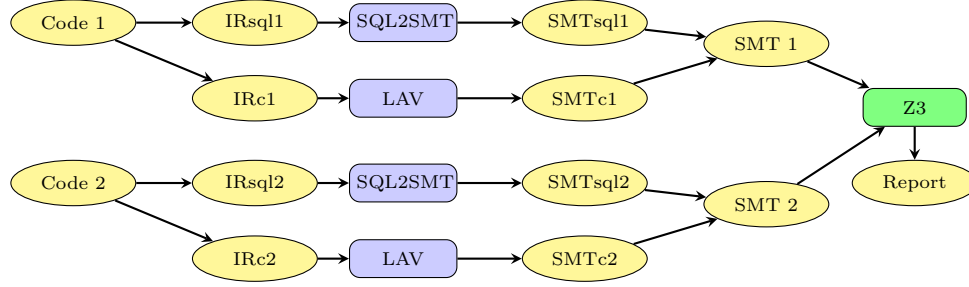 Code 1
IRsql1
SQL2SMT
SMTsql1
SMT 1
IRc1
LAV
SMTc1
Z3
Code 2
IRsql2
SQL2SMT
SMTsql2
SMT 2
Report
IRc2
LAV
SMTc2